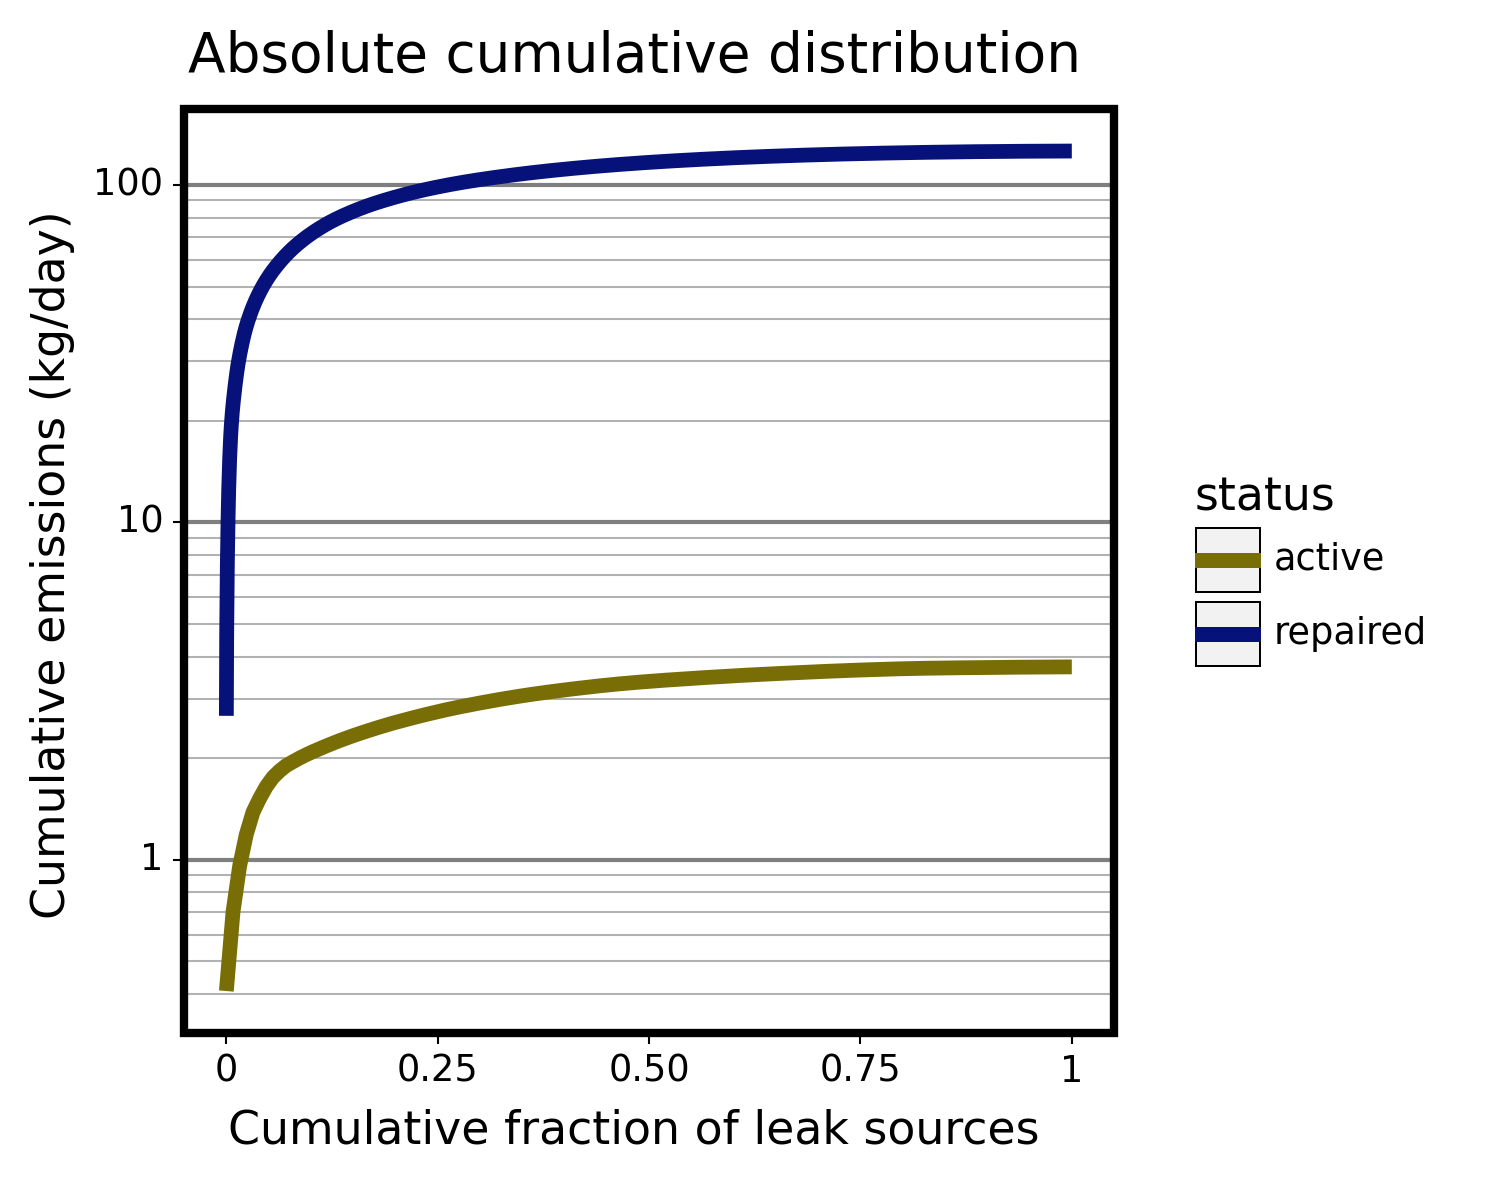 Absolute cumulative distribution
Cumulative emissions (kg/day)
100
10
1
0 0.25 0.50 0.75 1
Cumulative fraction of leak sources
status
active
repaired